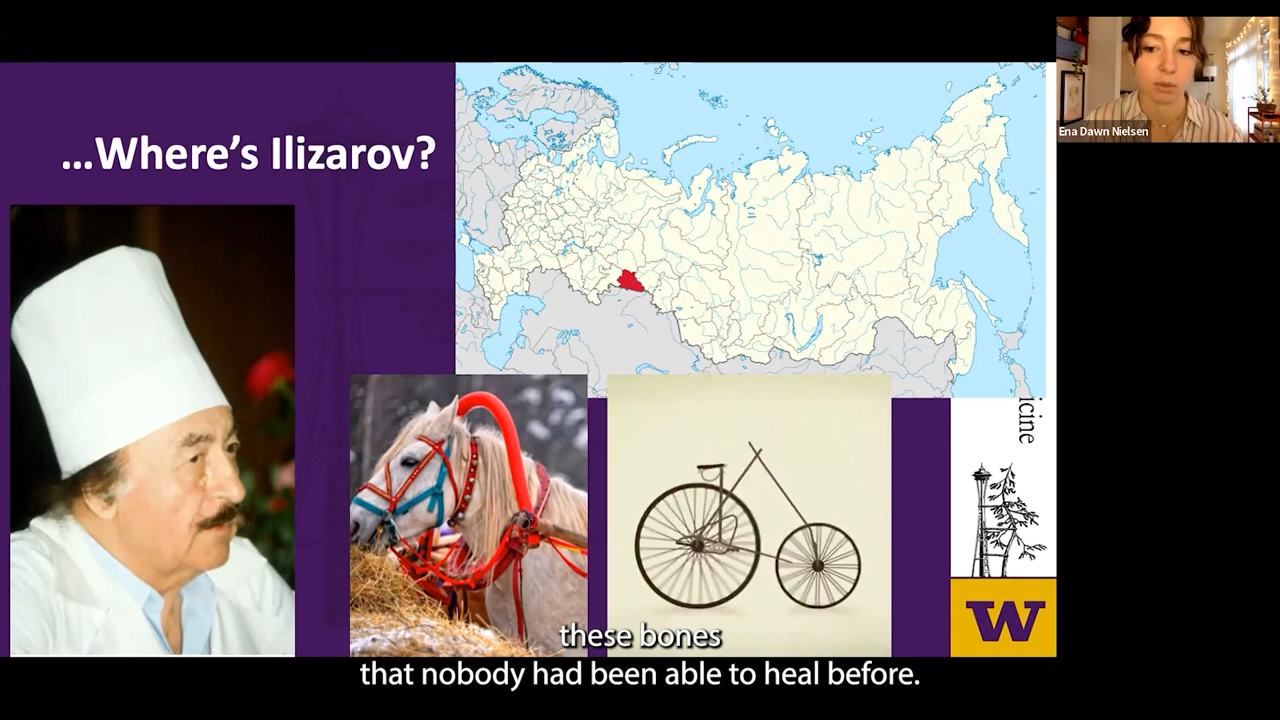 ...Where's Ilizarov?
Ena Dawn Nielsen
icine
W
these bones
that nobody had been able to heal before.